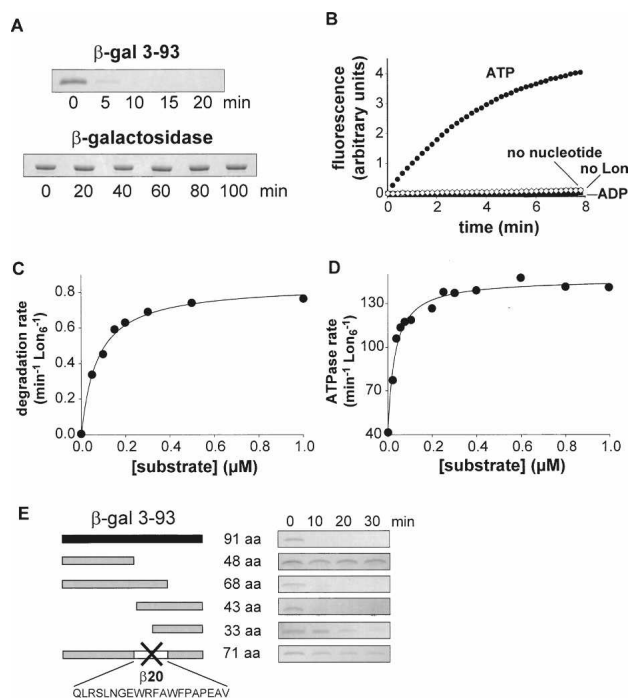 A
β-gal 3-93
0 5 10 15 20 min
β-galactosidase
0 20 40 60 80 100 min
B
fluorescence
(arbitrary units)
4
3
2
1
0
ATP
no nucleotide
no Lon
ADP
0 2 4 6 8
time (min)
C
degradation rate
(min⁻¹ Lon₆⁻¹)
0.8
0.6
0.4
0.2
0.0
0.0 0.2 0.4 0.6 0.8 1.0
[substrate] (µM)
D
ATPase rate
(min⁻¹ Lon₆⁻¹)
130
100
70
40
0.0 0.2 0.4 0.6 0.8 1.0
[substrate] (µM)
E
β-gal 3-93
0 10 20 30 min
91 aa
48 aa
68 aa
43 aa
33 aa
71 aa
β20
QLRSLNGEWRFAWFPAPEAV